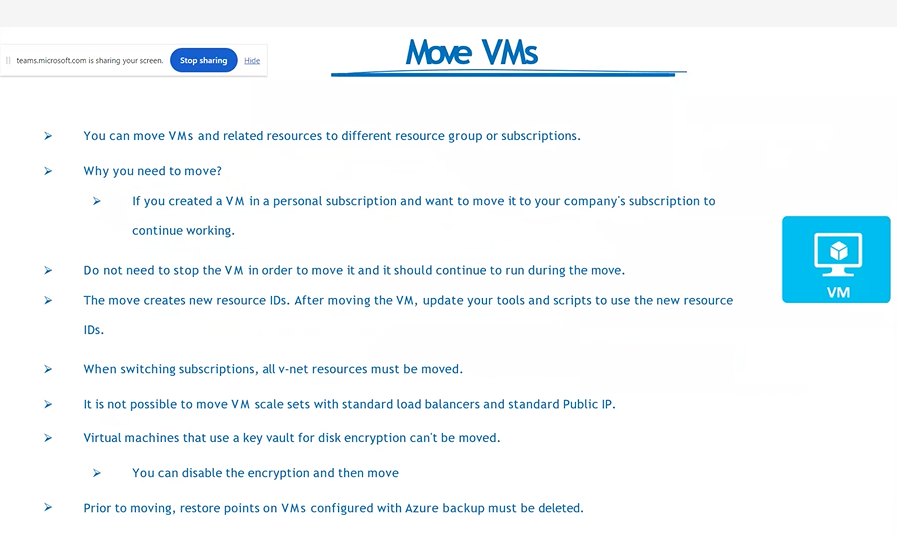 Move VMs
teams.microsoft.com is sharing your screen. Stop sharing Hide
You can move VMs and related resources to different resource group or subscriptions.
Why you need to move?
If you created a VM in a personal subscription and want to move it to your company's subscription to
continue working.
Do not need to stop the VM in order to move it and it should continue to run during the move.
The move creates new resource IDs. After moving the VM, update your tools and scripts to use the new resource
IDs.
VM
When switching subscriptions, all v-net resources must be moved.
It is not possible to move VM scale sets with standard load balancers and standard Public IP.
Virtual machines that use a key vault for disk encryption can't be moved.
You can disable the encryption and then move
Prior to moving, restore points on VMs configured with Azure backup must be deleted.